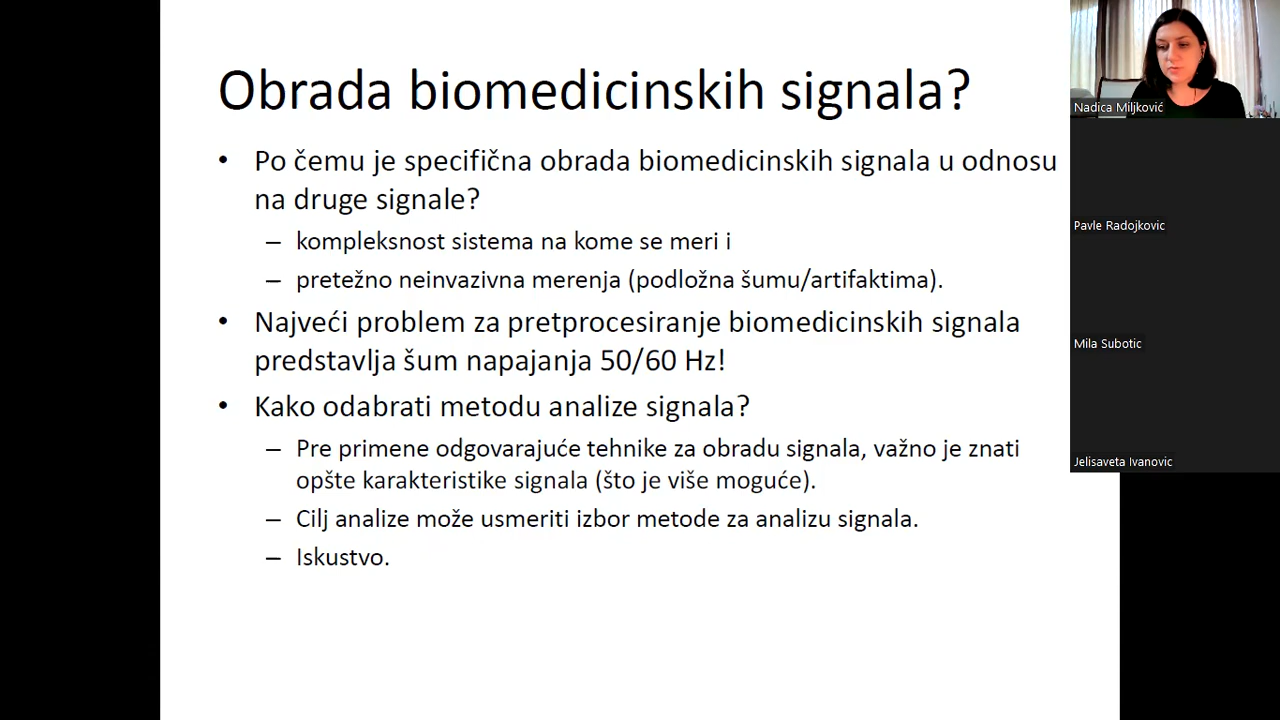 Obrada biomedicinskih signala?
• Po čemu je specifična obrada biomedicinskih signala u odnosu
na druge signale?
– kompleksnost sistema na kome se meri i
– pretežno neinvazivna merenja (podložna šumu/artifaktima).
• Najveći problem za pretprocesiranje biomedicinskih signala
predstavlja šum napajanja 50/60 Hz!
• Kako odabrati metodu analize signala?
– Pre primene odgovarajuće tehnike za obradu signala, važno je znati
opšte karakteristike signala (što je više moguće).
– Cilj analize može usmeriti izbor metode za analizu signala.
– Iskustvo.
Nadica Miljković
Pavle Radojkovic
Mila Subotic
Jelisaveta Ivanovic